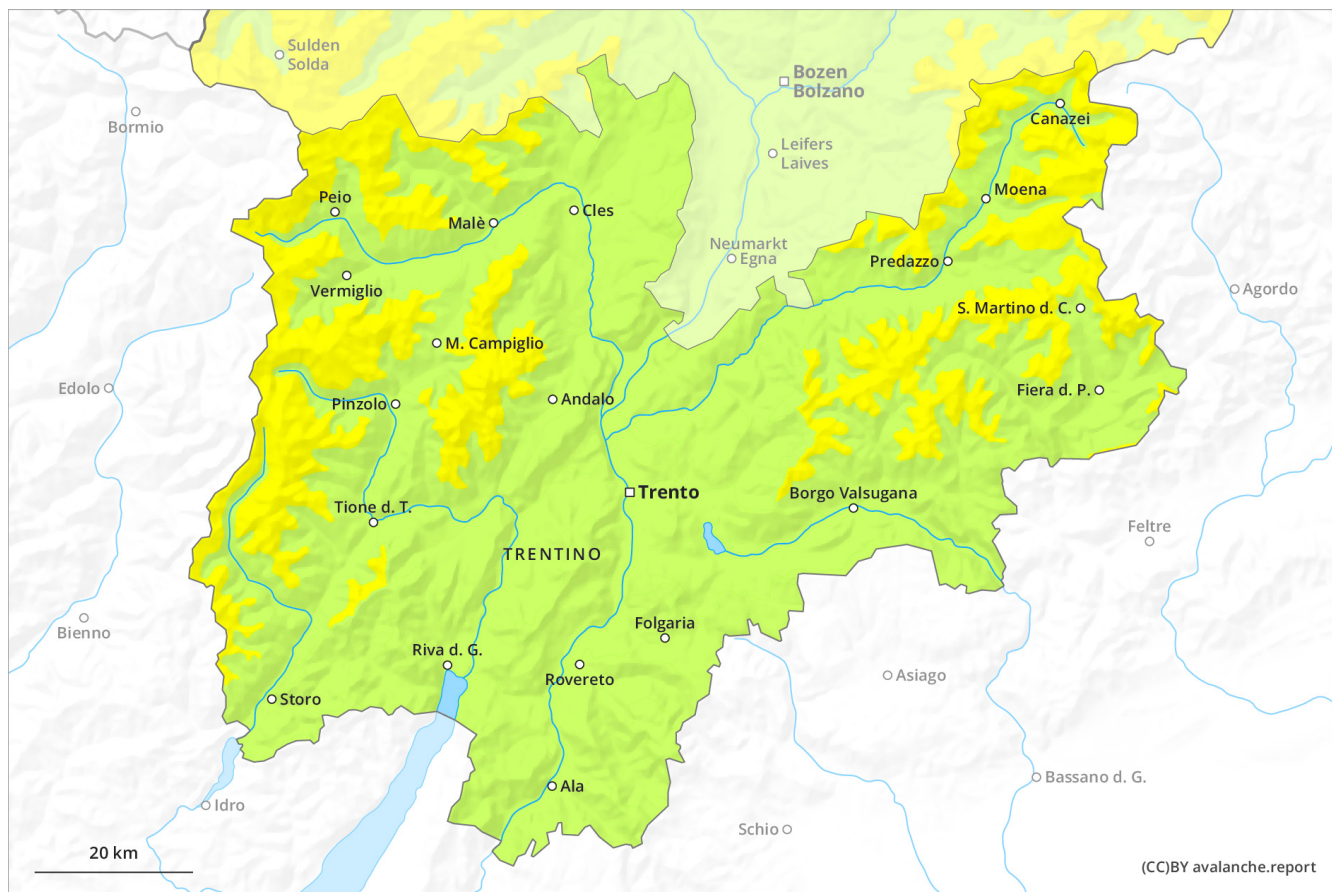 Sulden
Solda
Bozen
Bolzano
Bormio
Canazei
Leifers
Laives
Moena
Peio
Malè
Cles
Neumarkt
Egna
Predazzo
Vermiglio
Agordo
S. Martino d. C.
M. Campiglio
Edolo
Pinzolo
Andalo
Fiera d. P.
Trento
Borgo Valsugana
Tione d. T.
Feltre
TRENTINO
Bienno
Folgaria
Riva d. G.
Rovereto
Asiago
Storo
Bassano d. G.
Ala
Idro
Schio
20 km
(CC)BY avalanche.report